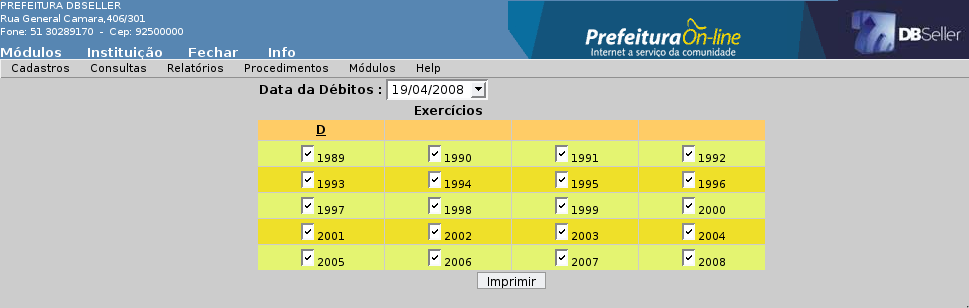 PREFEITURA DBSELLER
Rua General Camara,406/301
Fone: 51 30289170 - Cep: 92500000
Prefeitura On-line
Internet a serviço da comunidade
DBSeller
Módulos Instituição Fechar Info
Cadastros Consultas Relatórios Procedimentos Módulos Help
Data da Débitos : 19/04/2008
Exercícios
D
1989 1990 1991 1992
1993 1994 1995 1996
1997 1998 1999 2000
2001 2002 2003 2004
2005 2006 2007 2008
Imprimir